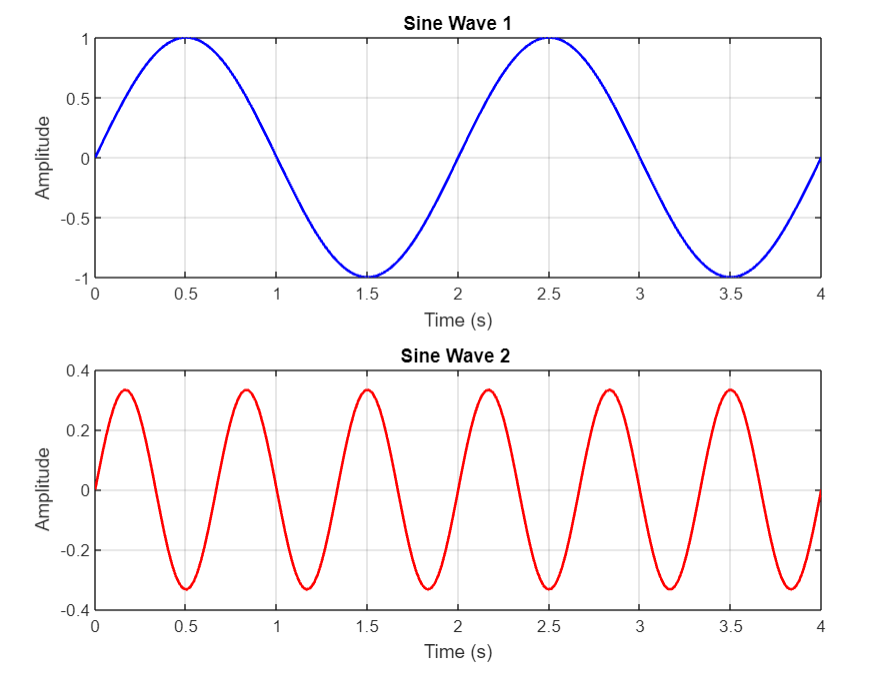 Sine Wave 1
1
0.5
0
-0.5
-1
Amplitude
0 0.5 1 1.5 2 2.5 3 3.5 4
Time (s)
Sine Wave 2
0.4
0.2
0
-0.2
-0.4
Amplitude
0 0.5 1 1.5 2 2.5 3 3.5 4
Time (s)